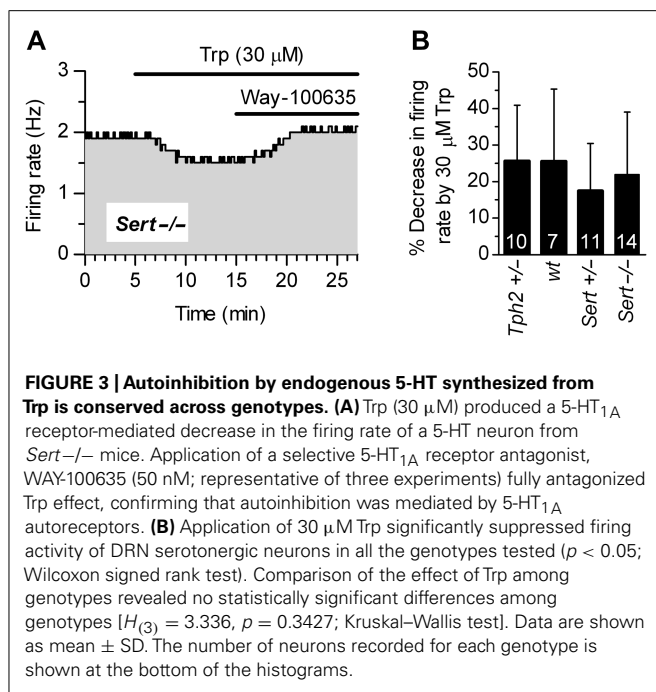 A
Trp (30 μM)
Way-100635
3
2
1
0
Firing rate (Hz)
Sert−/−
0 5 10 15 20 25
Time (min)
B
50
40
30
20
10
0
% Decrease in firing
rate by 30 μM Trp
10 7 11 14
Tph2 +/−
wt
Sert +/−
Sert −/−
FIGURE 3 | Autoinhibition by endogenous 5-HT synthesized from
Trp is conserved across genotypes. (A) Trp (30 μM) produced a 5-HT1A
receptor-mediated decrease in the firing rate of a 5-HT neuron from
Sert−/− mice. Application of a selective 5-HT1A receptor antagonist,
WAY-100635 (50 nM; representative of three experiments) fully antagonized
Trp effect, confirming that autoinhibition was mediated by 5-HT1A
autoreceptors. (B) Application of 30 μM Trp significantly suppressed firing
activity of DRN serotonergic neurons in all the genotypes tested (p < 0.05;
Wilcoxon signed rank test). Comparison of the effect of Trp among
genotypes revealed no statistically significant differences among
genotypes [H(3) = 3.336, p = 0.3427; Kruskal–Wallis test]. Data are shown
as mean ± SD. The number of neurons recorded for each genotype is
shown at the bottom of the histograms.